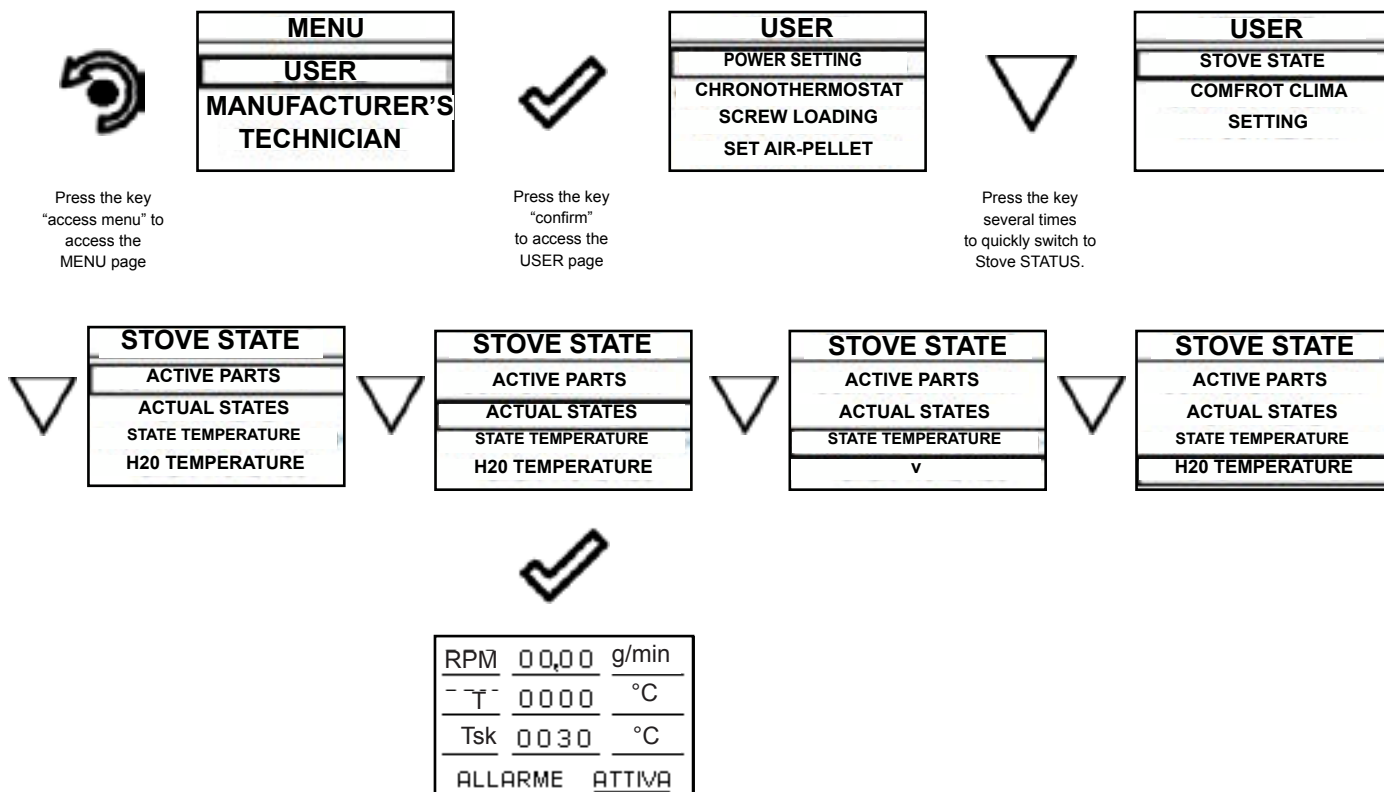 MENU
USER
MANUFACTURER'S
TECHNICIAN
USER
POWER SETTING
CHRONOTHERMOSTAT
SCREW LOADING
SET AIR-PELLET
USER
STOVE STATE
COMFROT CLIMA
SETTING
Press the key
“access menu” to
access the
MENU page
Press the key
“confirm”
to access the
USER page
Press the key
several times
to quickly switch to
Stove STATUS.
STOVE STATE
ACTIVE PARTS
ACTUAL STATES
STATE TEMPERATURE
H20 TEMPERATURE
STOVE STATE
ACTIVE PARTS
ACTUAL STATES
STATE TEMPERATURE
H20 TEMPERATURE
STOVE STATE
ACTIVE PARTS
ACTUAL STATES
STATE TEMPERATURE
v
STOVE STATE
ACTIVE PARTS
ACTUAL STATES
STATE TEMPERATURE
H20 TEMPERATURE
RPM 00,00 g/min
T 0000 °C
Tsk 0030 °C
ALLARME ATTIVA